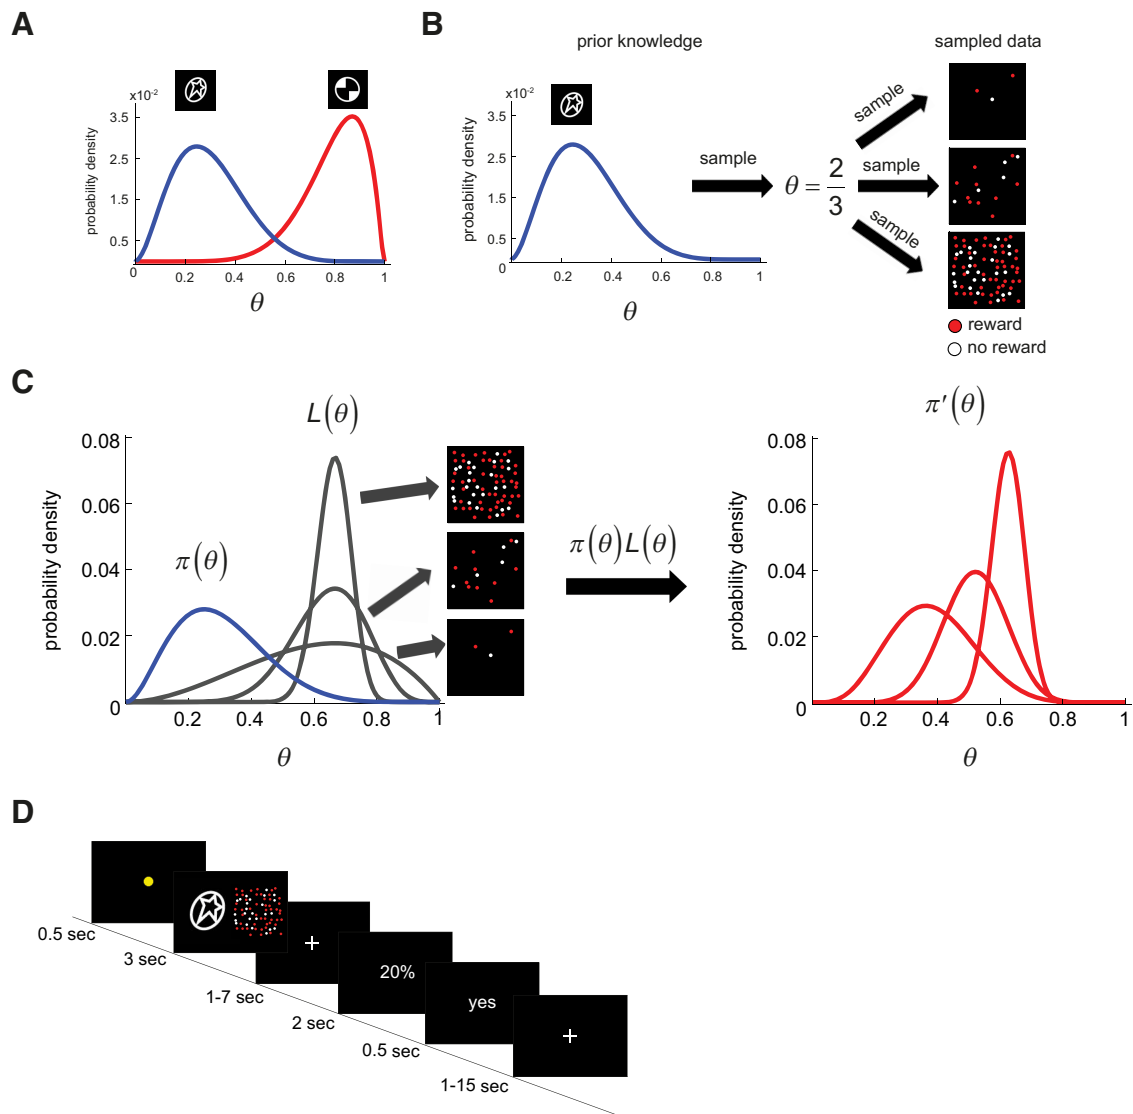 A
x10-2
3.5
2.5
1.5
0.5
0
0.2
0.4
0.6
0.8
1
probability density
θ
B
prior knowledge
sampled data
x10-2
3.5
2.5
1.5
0.5
0
0.2
0.4
0.6
0.8
1
probability density
θ
sample
θ = 2/3
sample
sample
sample
reward
no reward
C
L(θ)
π(θ)
0.08
0.06
0.04
0.02
0
0.2
0.4
0.6
0.8
1
probability density
θ
π(θ)L(θ)
π′(θ)
0.08
0.06
0.04
0.02
0
0.2
0.4
0.6
0.8
1
probability density
θ
D
20%
yes
0.5 sec
3 sec
1-7 sec
2 sec
0.5 sec
1-15 sec